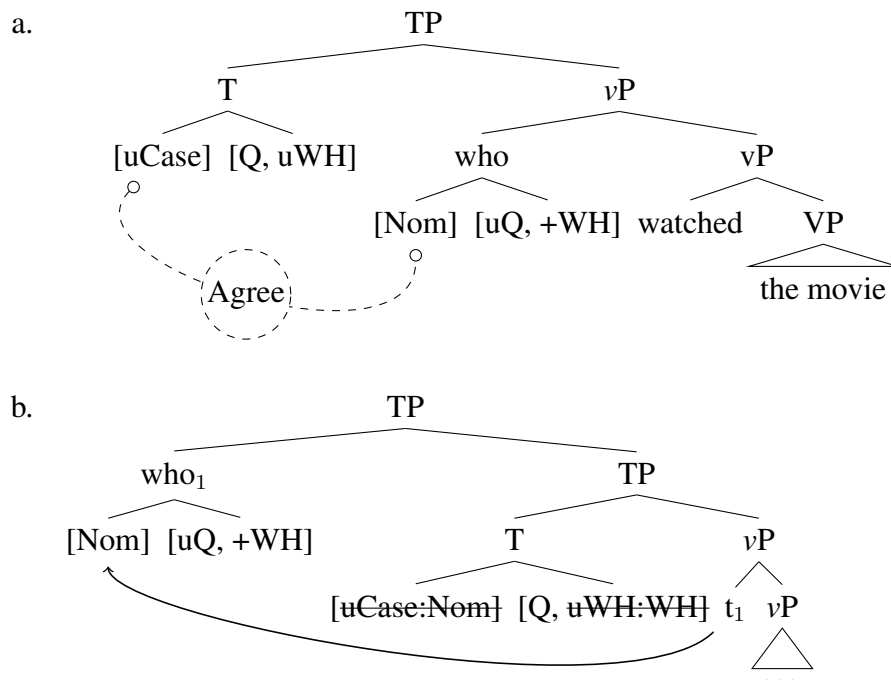 a.
TP
T vP
[uCase] [Q, uWH] who vP
[Nom] [uQ, +WH] watched VP
Agree the movie
b.
TP
who₁ TP
[Nom] [uQ, +WH] T vP
[uCase:Nom] [Q, uWH:WH] t₁ vP